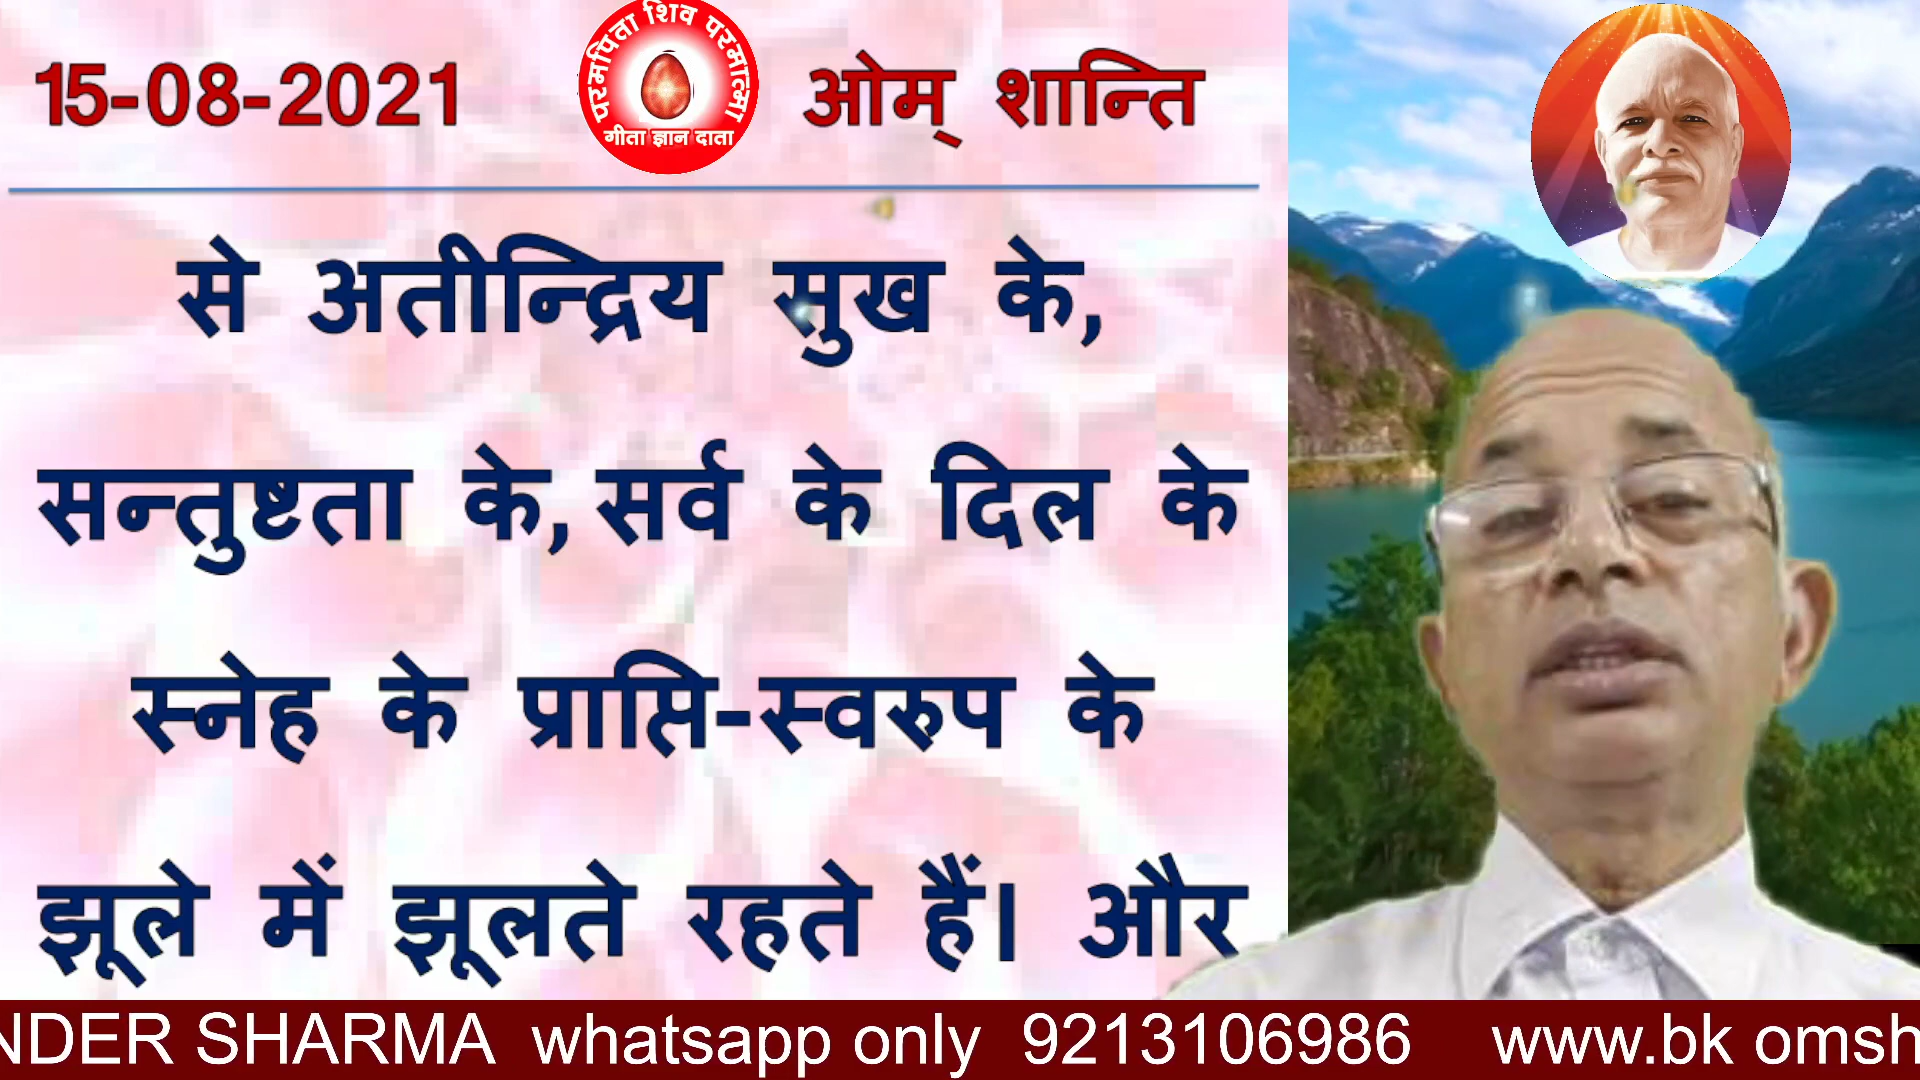 15-08-2021
परमपिता शिव परमात्मा
गीता ज्ञान दाता
ओम् शान्ति
से अतीन्द्रिय सुख के,
सन्तुष्टता के, सर्व के दिल के
स्नेह के प्राप्ति-स्वरुप के
झूले में झूलते रहते हैं। और
NDER SHARMA whatsapp only 9213106986 www.bk omsh